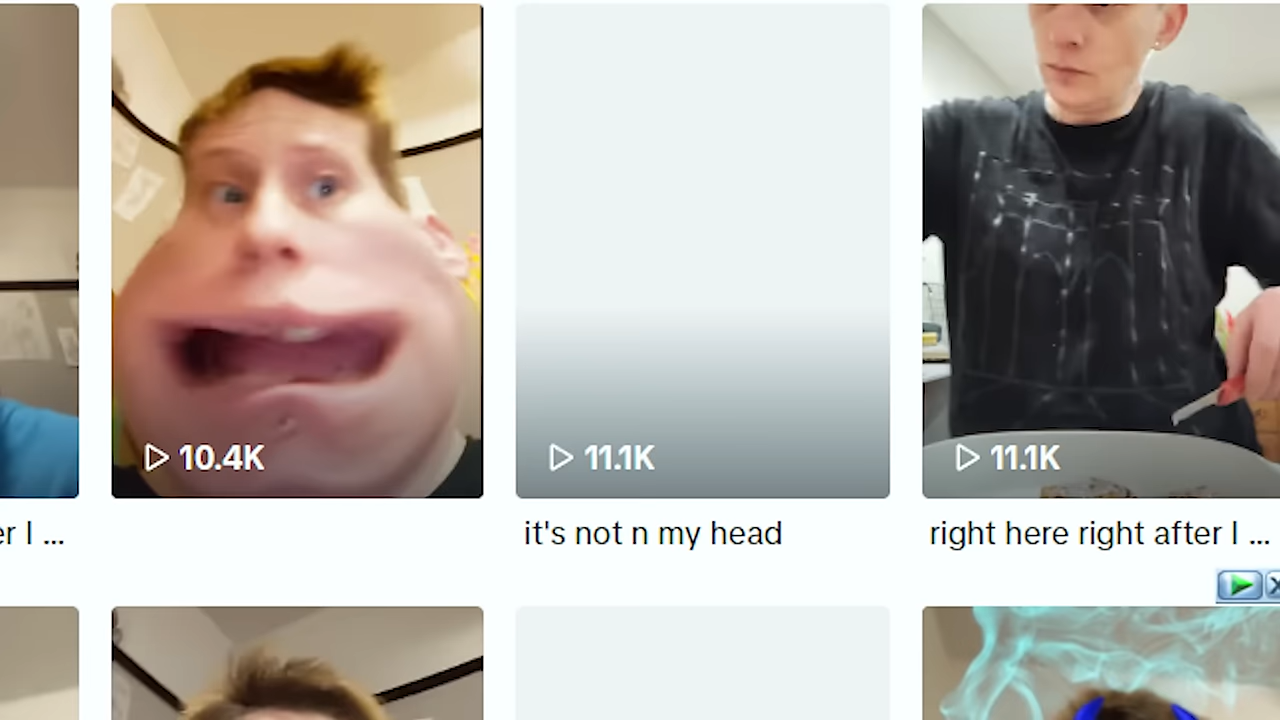 10.4K
11.1K
11.1K
er I ...
it's not n my head
right here right after I ...